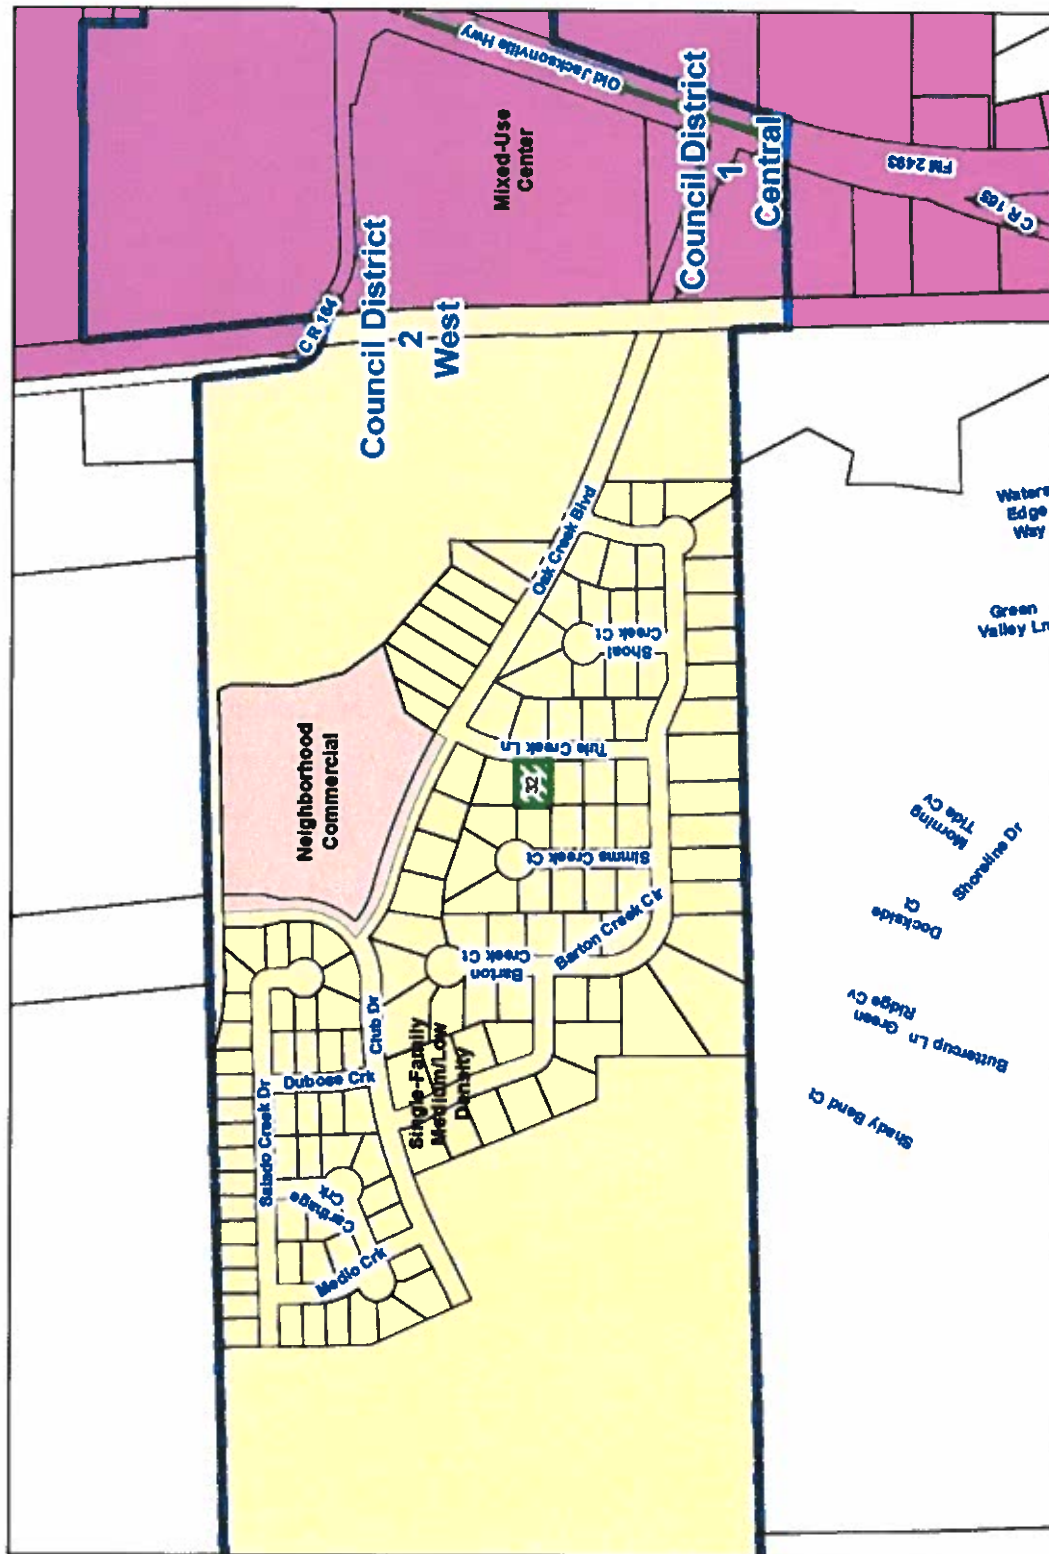 Old Jacksonville Hwy
Council District
1
Central
Mixed-Use
Center
FM 2493
CR 165
CR 164
Council District
2
West
Oak Creek Blvd
Waters
Edge
Way
Green
Valley Ln
Shoal
Creek Ct
Neighborhood
Commercial
Tule Creek Ln
32
Simms Creek Ct
Morning
Tide Cv
Shoreline Dr
Dockside
Ct
Barton Creek Cir
Barton
Creek Ct
Club Dr
Green
Ridge Cv
Buttercup Ln
Single-Family
Medium/Low
Density
Dubose Crk
Salado Creek Dr
Shady Bend Ct
Carthage
Crk
Medio Crk